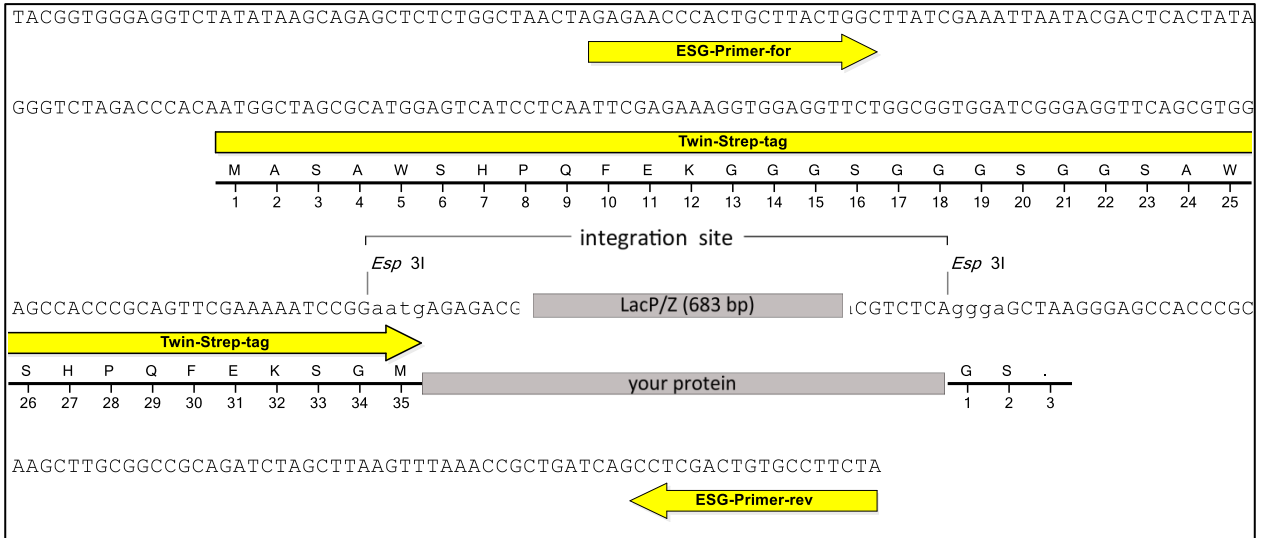 TACGGTGGGAGGTCTATATAAGCAGAGCTCTCTGGCTAACTAGAGAACCCACTGCTTACTGGCTTATCGAAATTAATACGACTCACTATA
ESG-Primer-for
GGGTCTAGACCCACAATGGCTAGCGCATGGAGTCATCCTCAATTCGAGAAAGGTGGAGGTTCTGGCGGTGGATCGGGAGGTTCAGCGTGG
Twin-Strep-tag
M A S A W S H P Q F E K G G G S G G G S G G S A W
1 2 3 4 5 6 7 8 9 10 11 12 13 14 15 16 17 18 19 20 21 22 23 24 25
integration site
Esp 3I Esp 3I
AGCCACCCGCAGTTCGAAAAATCCGGaatgAGAGACG LacP/Z (683 bp) CGTCTCAgggaGCTAAGGGAGCCACCCGC
Twin-Strep-tag
S H P Q F E K S G M your protein G S .
26 27 28 29 30 31 32 33 34 35 1 2 3
AAGCTTGCGGCCGCAGATCTAGCTTAAGTTTAAACCGCTGATCAGCCTCGACTGTGCCTTCTA
ESG-Primer-rev